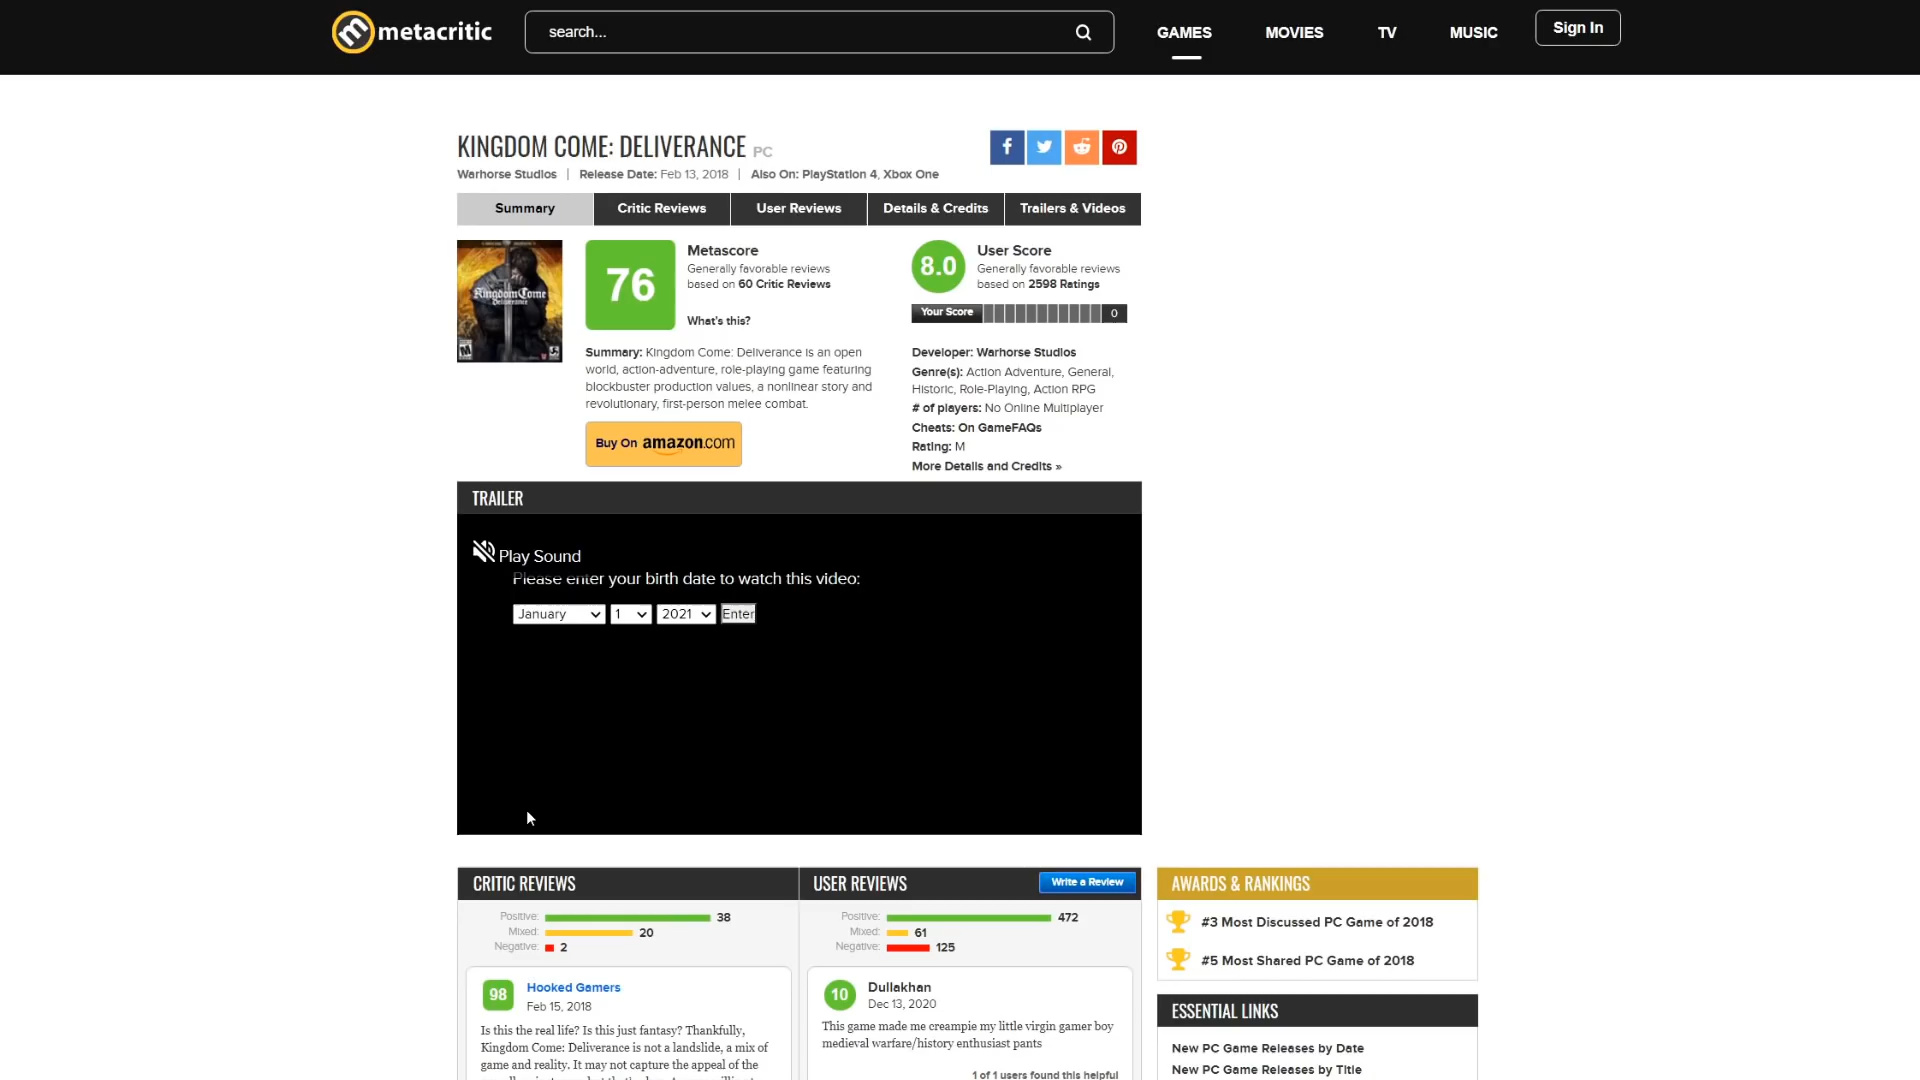 metacritic
search...
GAMES
MOVIES
TV
MUSIC
Sign In
KINGDOM COME: DELIVERANCE PC
Warhorse Studios | Release Date: Feb 13, 2018 | Also On: PlayStation 4, Xbox One
Summary
Critic Reviews
User Reviews
Details & Credits
Trailers & Videos
Kingdom Come
Deliverance
M
76
Metascore
Generally favorable reviews
based on 60 Critic Reviews
What's this?
Summary: Kingdom Come: Deliverance is an open
world, action-adventure, role-playing game featuring
blockbuster production values, a nonlinear story and
revolutionary, first-person melee combat.
Buy On amazon.com
8.0
User Score
Generally favorable reviews
based on 2598 Ratings
Your Score
0
Developer: Warhorse Studios
Genre(s): Action Adventure, General,
Historic, Role-Playing, Action RPG
# of players: No Online Multiplayer
Cheats: On GameFAQs
Rating: M
More Details and Credits »
TRAILER
Play Sound
Please enter your birth date to watch this video:
January 1 2021 Enter
CRITIC REVIEWS
Positive: 38
Mixed: 20
Negative: 2
98
Hooked Gamers
Feb 15, 2018
Is this the real life? Is this just fantasy? Thankfully,
Kingdom Come: Deliverance is not a landslide, a mix of
game and reality. It may not capture the appeal of the
USER REVIEWS
Write a Review
Positive: 472
Mixed: 61
Negative: 125
10
Dullakhan
Dec 13, 2020
This game made me creampie my little virgin gamer boy
medieval warfare/history enthusiast pants
1 of 1 users found this helpful
AWARDS & RANKINGS
#3 Most Discussed PC Game of 2018
#5 Most Shared PC Game of 2018
ESSENTIAL LINKS
New PC Game Releases by Date
New PC Game Releases by Title